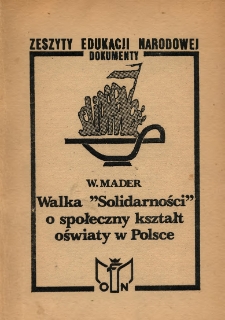 ZESZYTY EDUKACJI NARODOWEJ
DOKUMENTY
W. MADER
Walka "Solidarności"
o społeczny kształt
oświaty w Polsce
O N